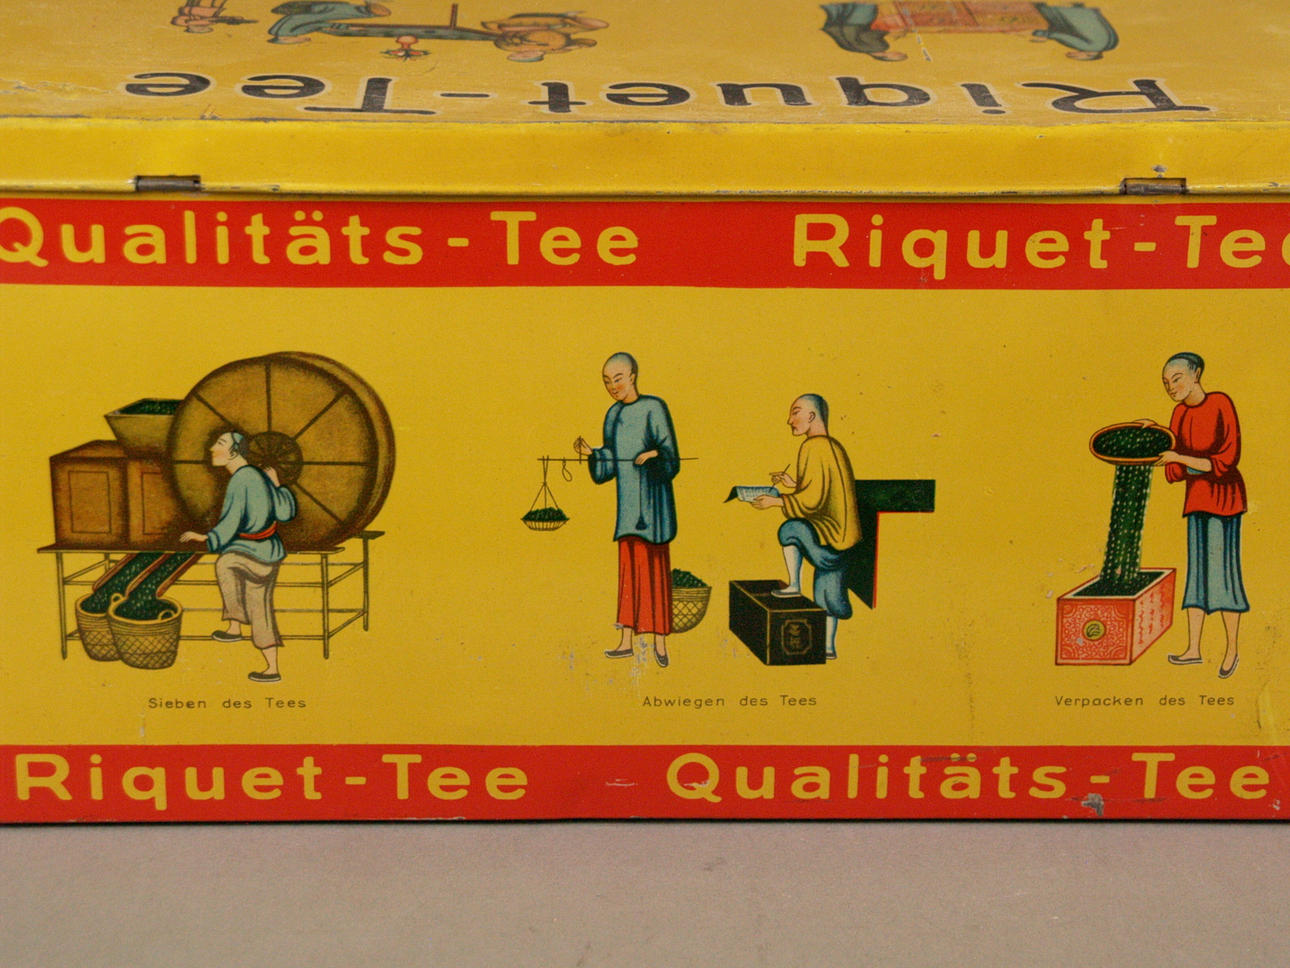 Riquet-Tee
Qualitäts-Tee Riquet-Tee
Sieben des Tees
Abwiegen des Tees
Verpacken des Tees
Riquet-Tee Qualitäts-Tee